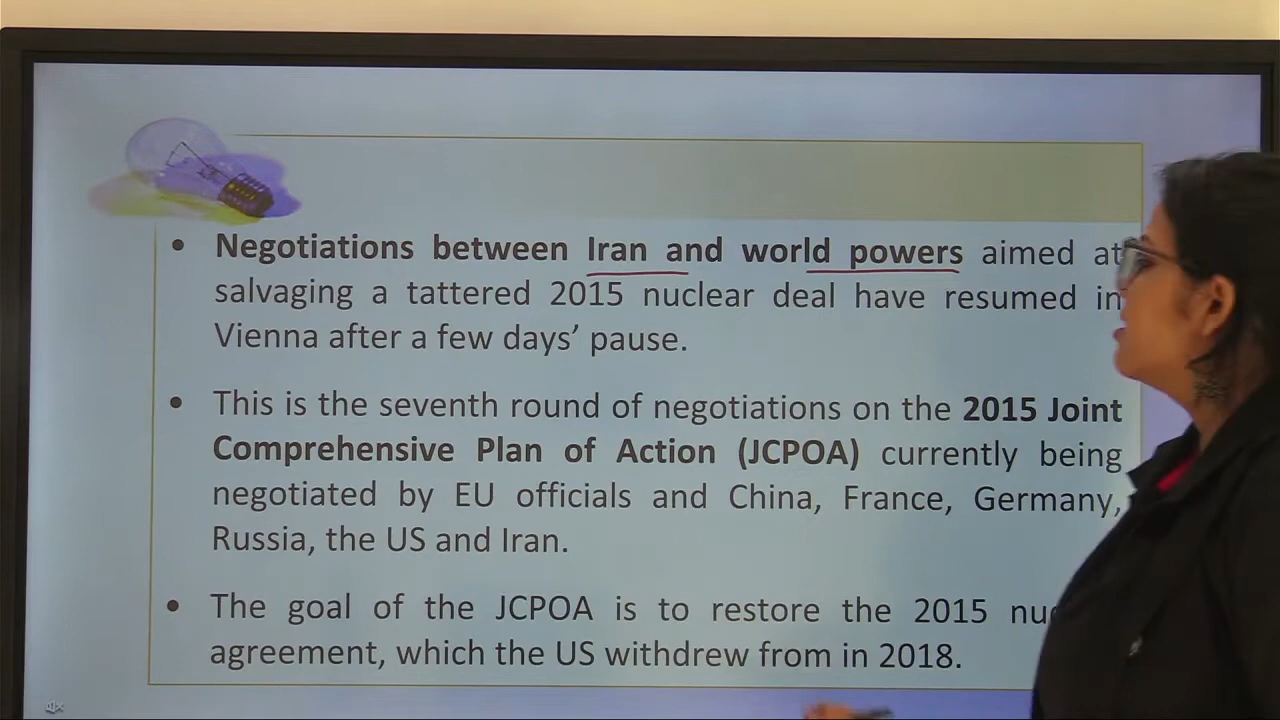 • Negotiations between Iran and world powers aimed at
salvaging a tattered 2015 nuclear deal have resumed in
Vienna after a few days’ pause.
• This is the seventh round of negotiations on the 2015 Joint
Comprehensive Plan of Action (JCPOA) currently being
negotiated by EU officials and China, France, Germany,
Russia, the US and Iran.
• The goal of the JCPOA is to restore the 2015
agreement, which the US withdrew from in 2018.